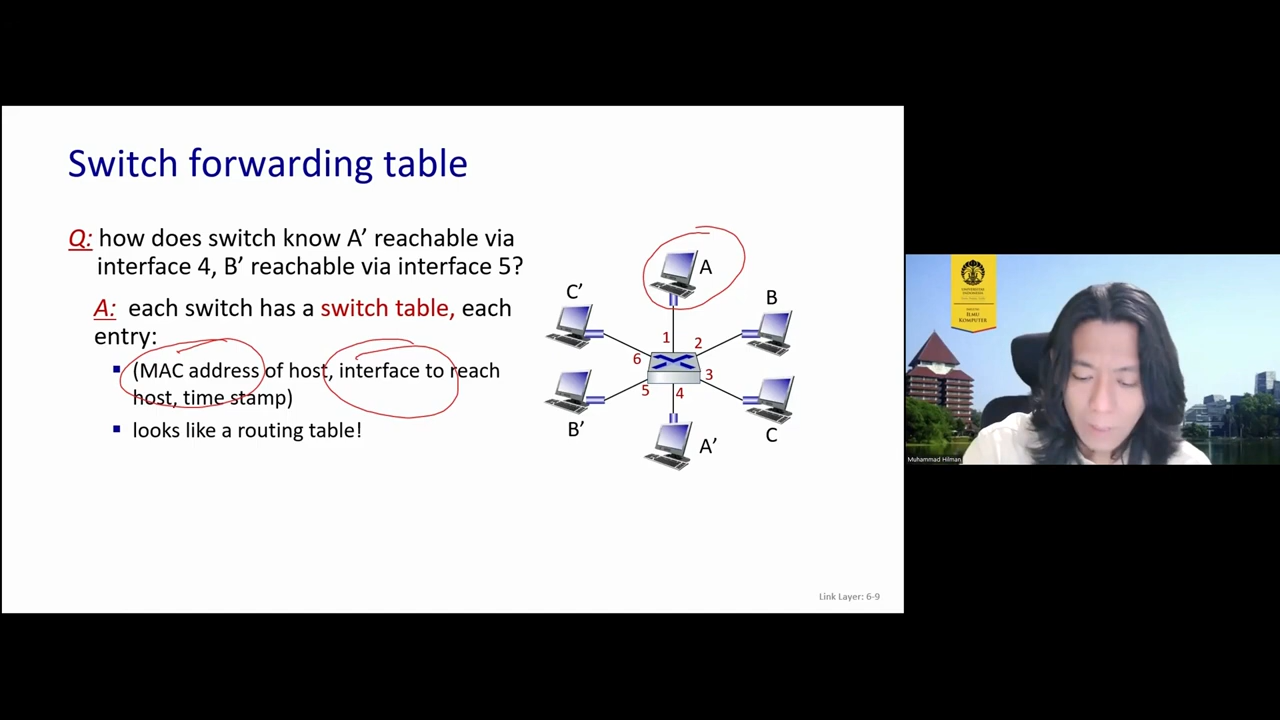 Switch forwarding table
Q: how does switch know A’ reachable via
interface 4, B’ reachable via interface 5?
A: each switch has a switch table, each
entry:
(MAC address of host, interface to reach
host, time stamp)
looks like a routing table!
A
B
C
A’
B’
C’
1
2
3
4
5
6
Link Layer: 6-9
ILMU
KOMPUTER
Muhammad Hilman